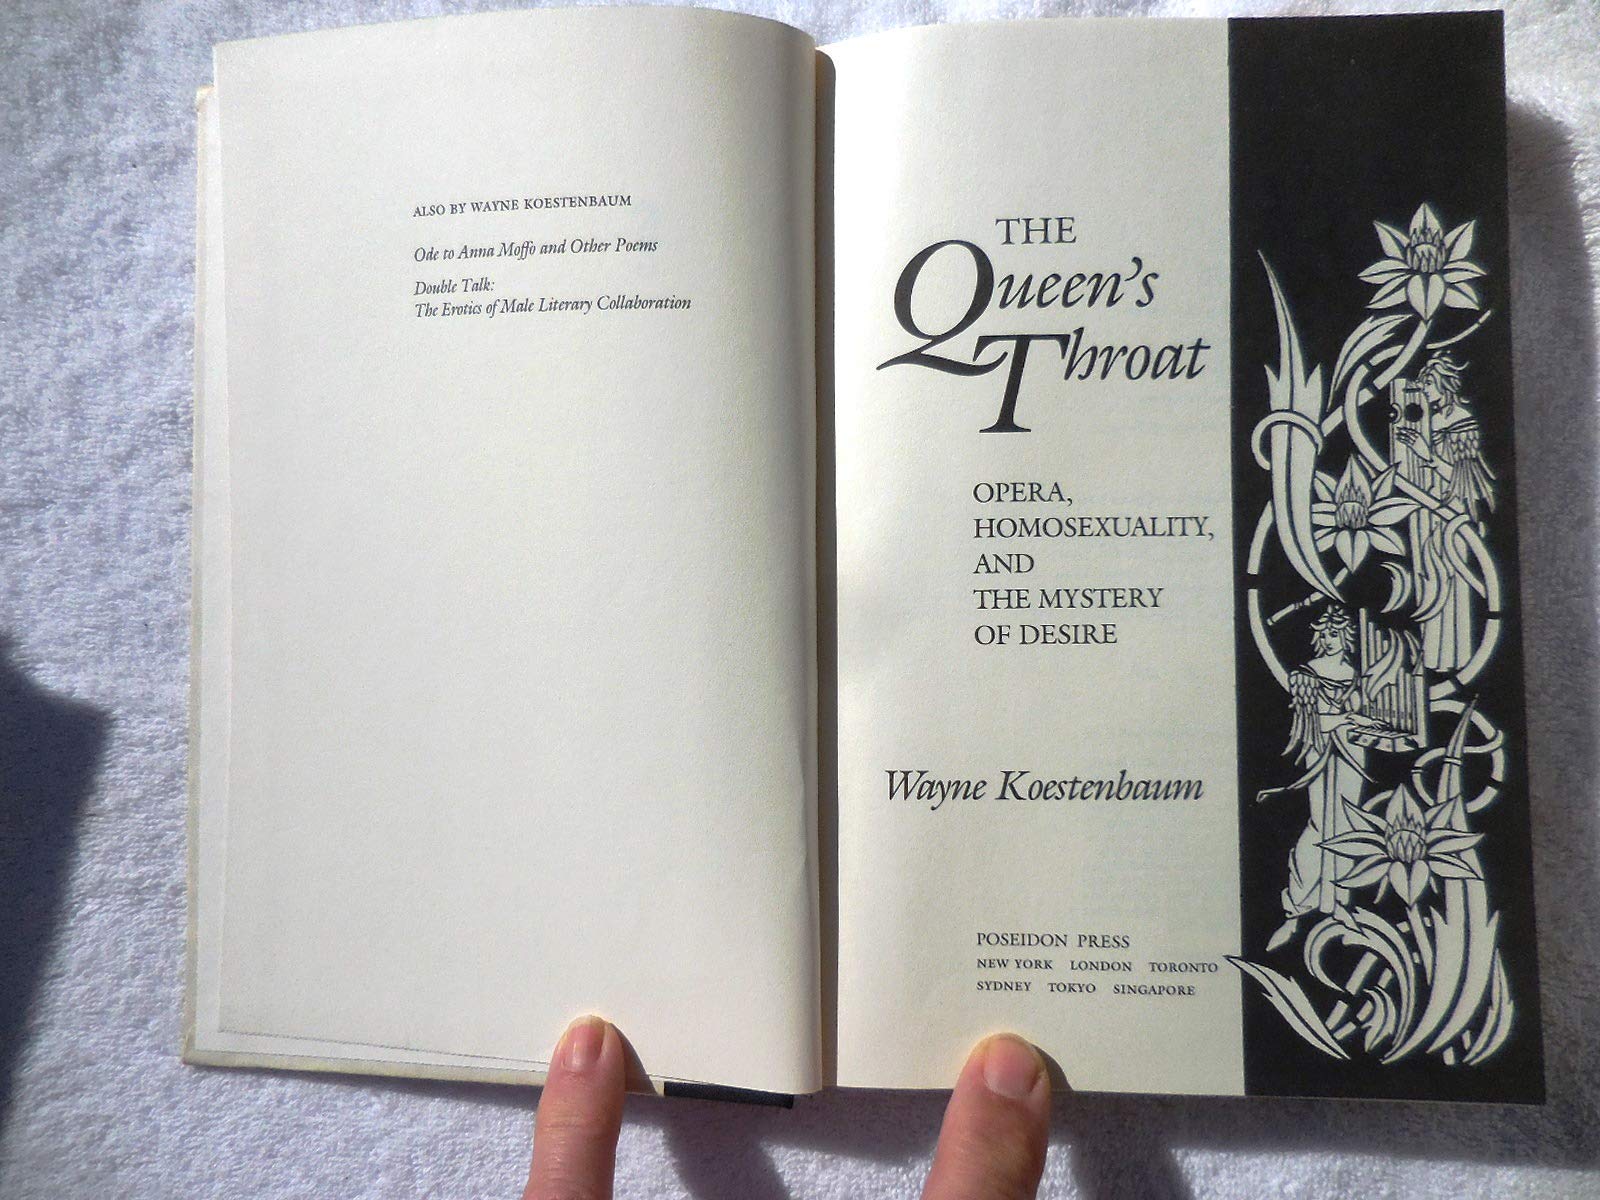 ALSO BY WAYNE KOESTENBAUM
Ode to Anna Moffo and Other Poems
Double Talk:
The Erotics of Male Literary Collaboration
THE
Queen's
Throat
OPERA,
HOMOSEXUALITY,
AND
THE MYSTERY
OF DESIRE
Wayne Koestenbaum
POSEIDON PRESS
NEW YORK LONDON TORONTO
SYDNEY TOKYO SINGAPORE